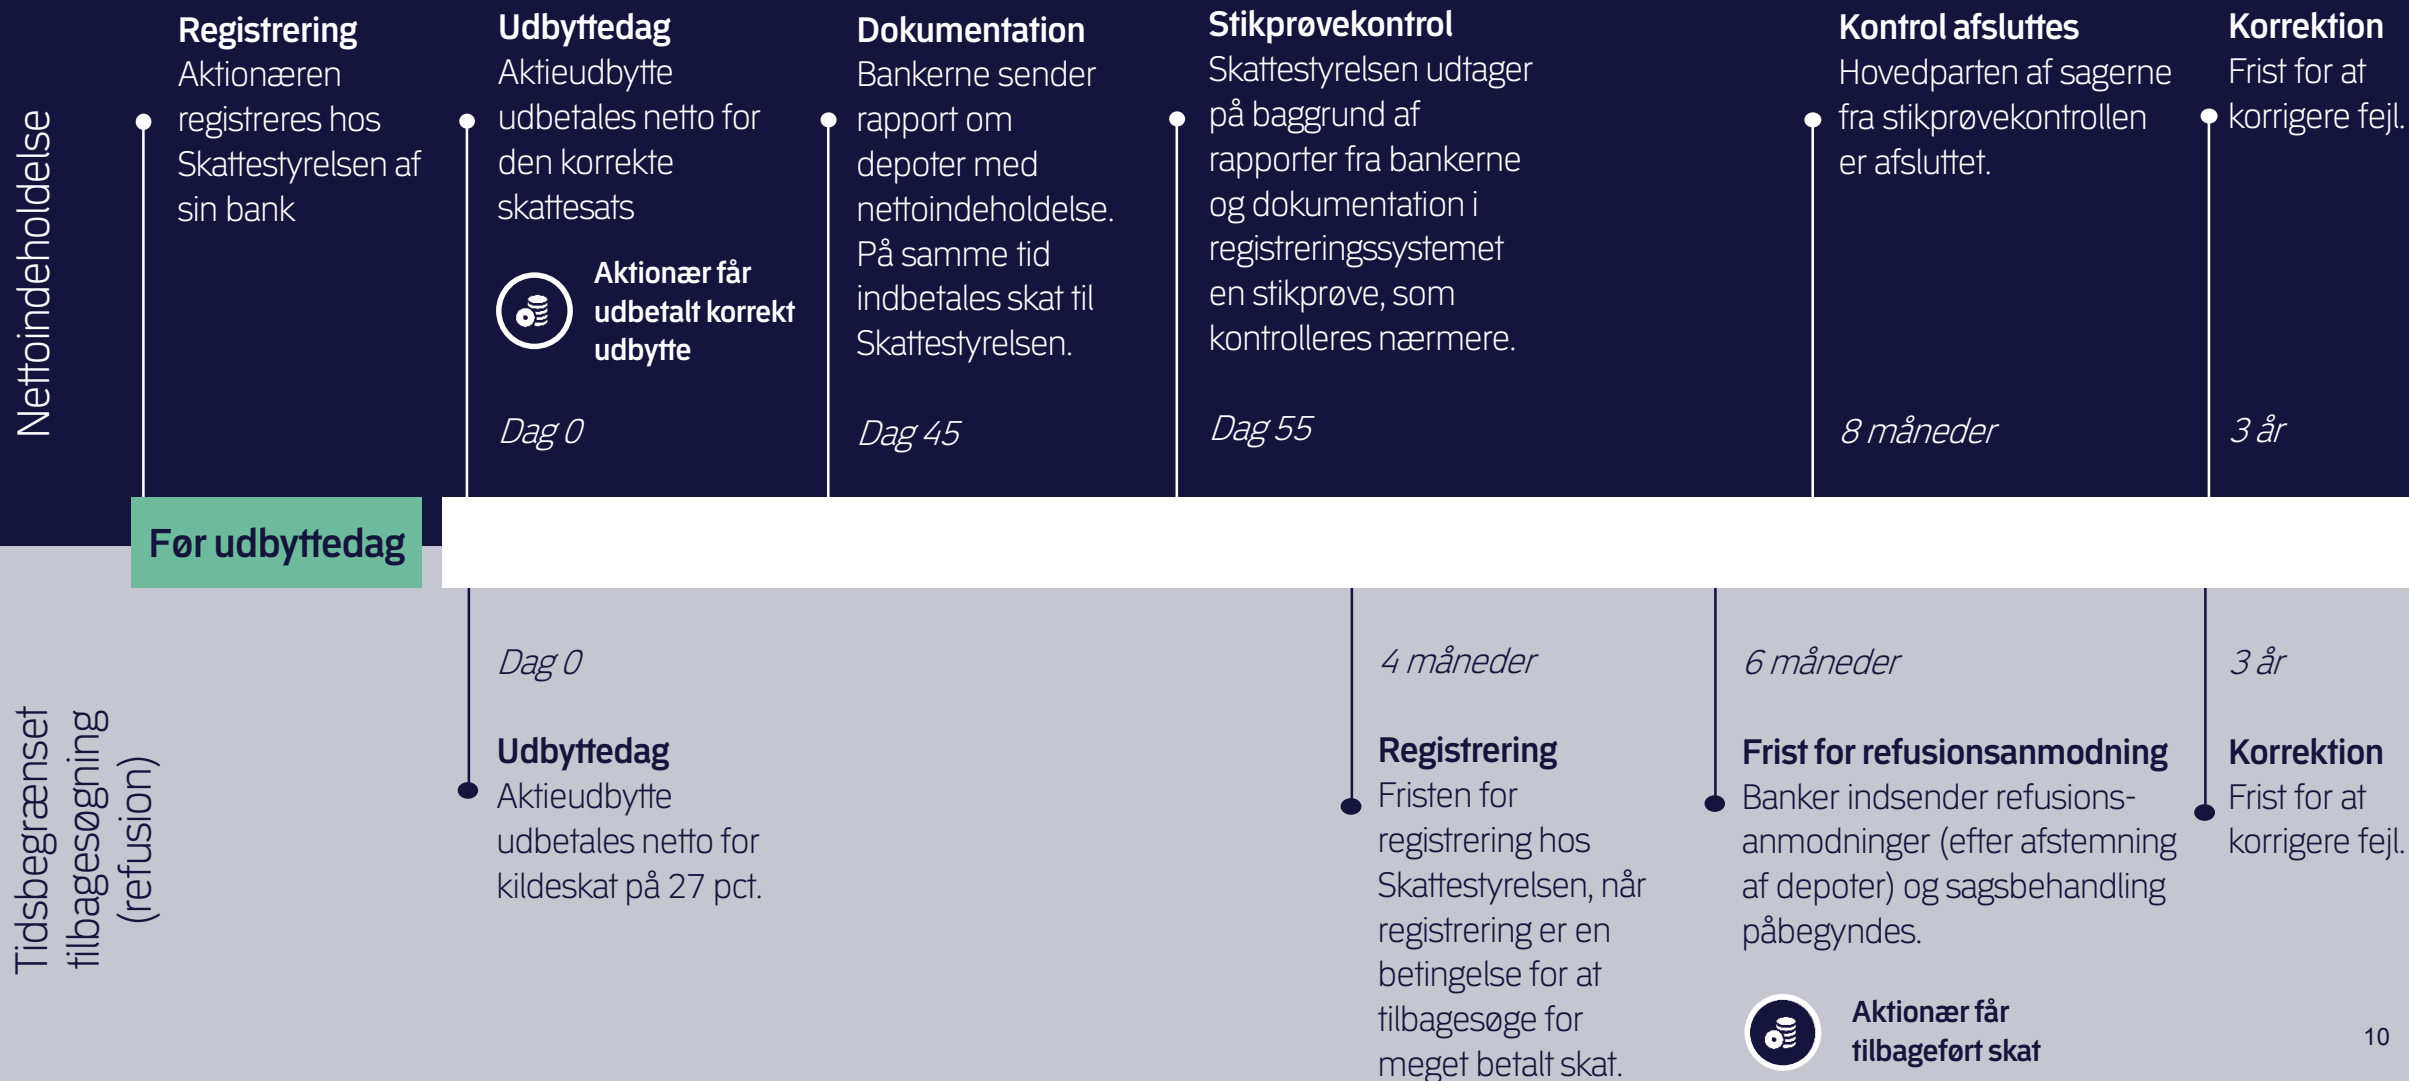 Nettoindeholdelse
Registrering
Aktionæren
registreres hos
Skattestyrelsen af
sin bank
Udbyttedag
Aktieudbytte
udbetales netto for
den korrekte
skattesats
Aktionær får
udbetalt korrekt
udbytte
Dag 0
Dokumentation
Bankerne sender
rapport om
depoter med
nettoindeholdelse.
På samme tid
indbetales skat til
Skattestyrelsen.
Dag 45
Stikprøvekontrol
Skattestyrelsen udtager
på baggrund af
rapporter fra bankerne
og dokumentation i
registreringssystemet
en stikprøve, som
kontrolleres nærmere.
Dag 55
Kontrol afsluttes
Hovedparten af sagerne
fra stikprøvekontrollen
er afsluttet.
8 måneder
Korrektion
Frist for at
korrigere fejl.
3 år
Før udbyttedag
Tidsbegrænset
tilbagesøgning
(refusion)
Dag 0
Udbyttedag
Aktieudbytte
udbetales netto for
kildeskat på 27 pct.
4 måneder
Registrering
Fristen for
registrering hos
Skattestyrelsen, når
registrering er en
betingelse for at
tilbagesøge for
meget betalt skat.
6 måneder
Frist for refusionsanmodning
Banker indsender refusions-
anmodninger (efter afstemning
af depoter) og sagsbehandling
påbegyndes.
Aktionær får
tilbageført skat
3 år
Korrektion
Frist for at
korrigere fejl.
10